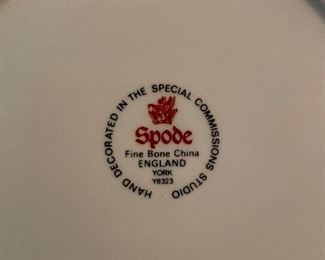 HAND DECORATED IN THE SPECIAL COMMISSIONS STUDIO
Spode
Fine Bone China
ENGLAND
YORK
Y8323